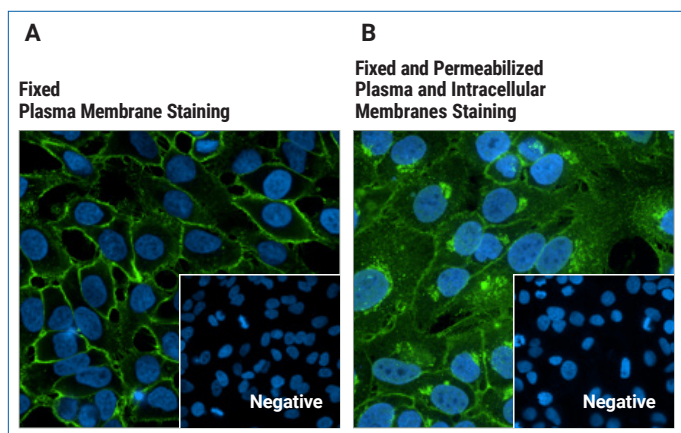 A
Fixed
Plasma Membrane Staining
Negative
B
Fixed and Permeabilized
Plasma and Intracellular
Membranes Staining
Negative